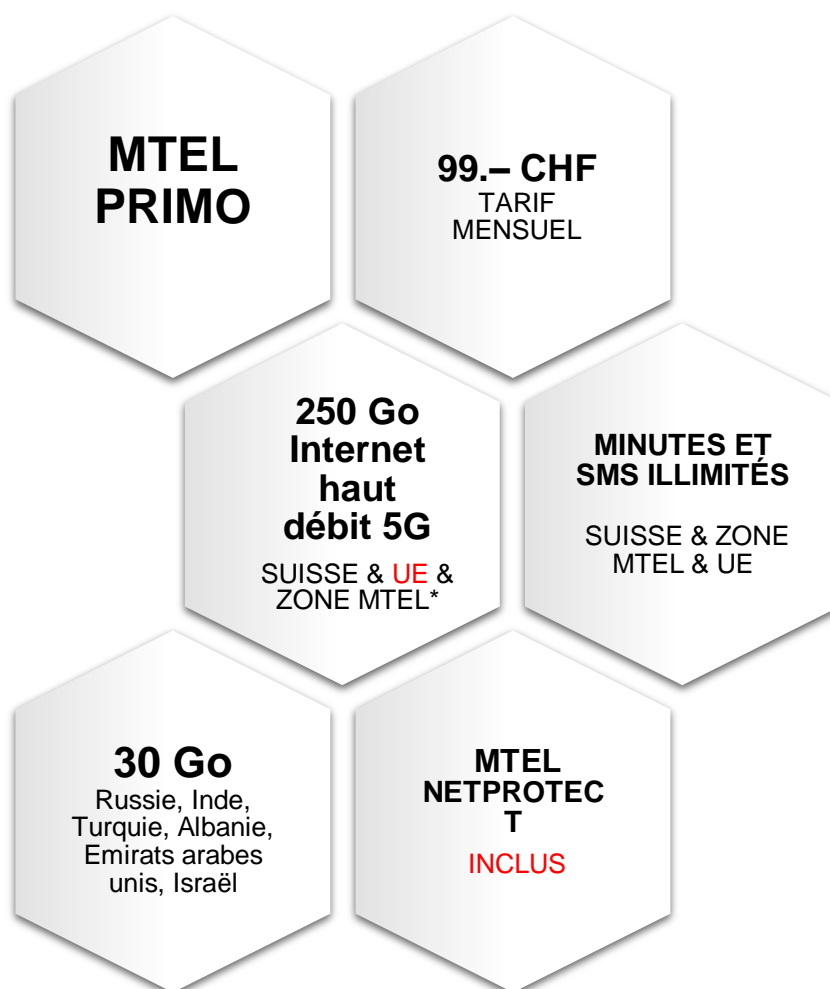 MTEL
PRIMO
99.– CHF
TARIF
MENSUEL
250 Go
Internet
haut
débit 5G
SUISSE & UE &
ZONE MTEL*
MINUTES ET
SMS ILLIMITÉS
SUISSE & ZONE
MTEL & UE
30 Go
Russie, Inde,
Turquie, Albanie,
Emirats arabes
unis, Israël
MTEL
NETPROTEC
T
INCLUS